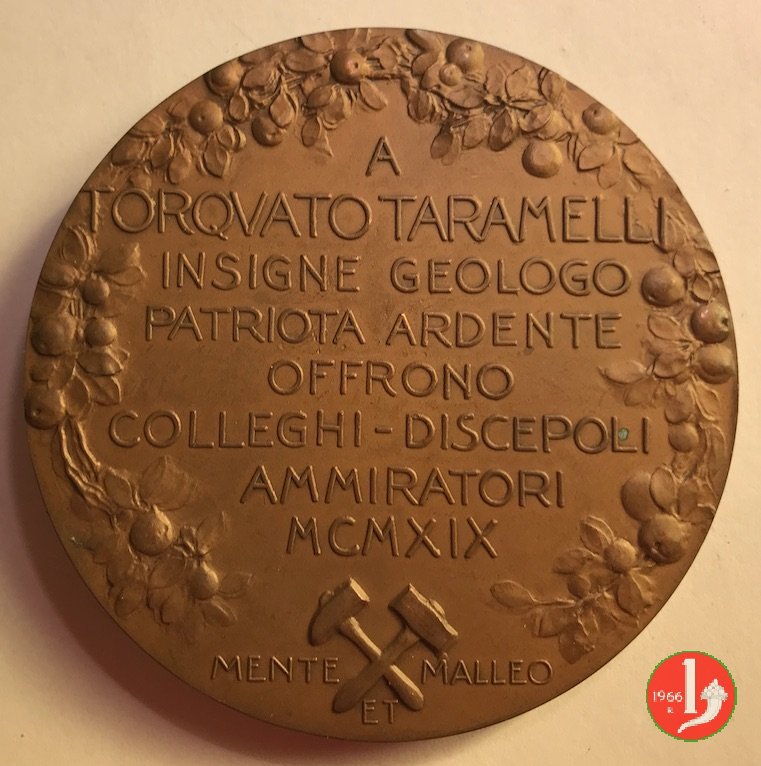 A
TORQVATO TARAMELLI
INSIGNE GEOLOGO
PATRIOTA ARDENTE
OFFRONO
COLLEGHI-DISCEPOLI
AMMIRATORI
MCMXIX
MENTE MALLEO
ET
1966
R